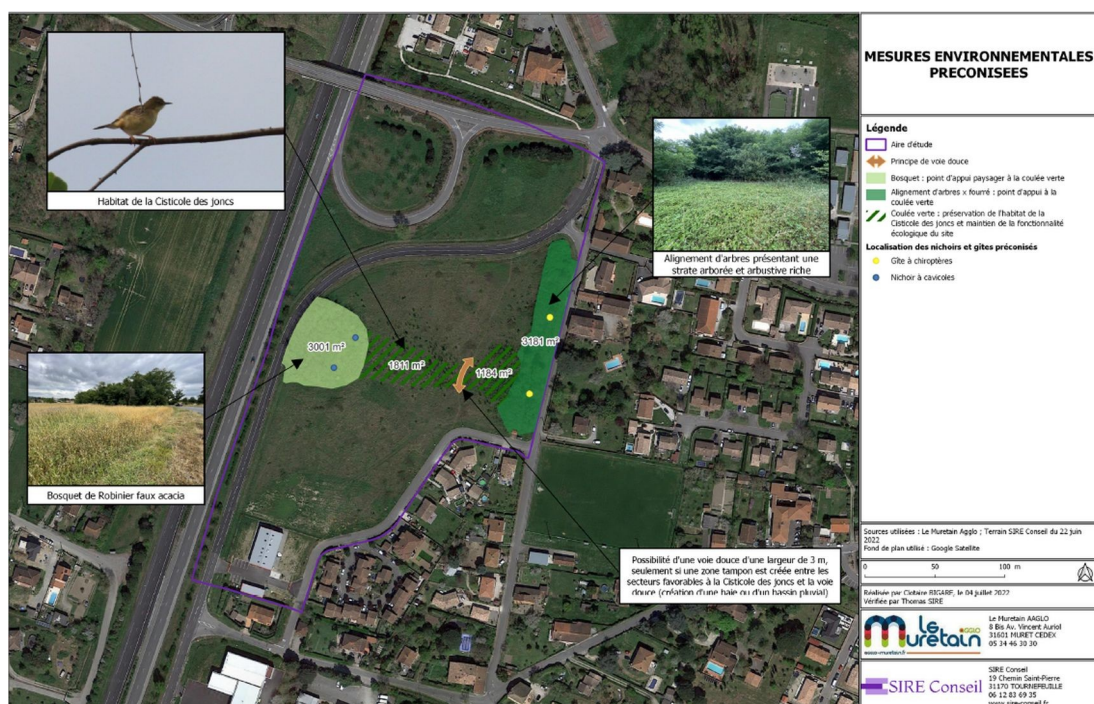 MESURES ENVIRONNEMENTALES
PRECONISEES
Légende
Aire d'étude
Principe de voie douce
Bosquet : point d'appui paysager à la coulée verte
Alignement d'arbres x fourré : point d'appui à la
coulée verte
Coulée verte : préservation de l'habitat de la
Cisticole des joncs et maintien de la fonctionnalité
écologique du site
Localisation des nichoirs et gîtes préconisés
Gîte à chiroptères
Nichoir à cavicoles
Habitat de la Cisticole des joncs
Alignement d'arbres présentant une
strate arborée et arbustive riche
3001 m²
1811 m²
1184 m²
3181 m²
Bosquet de Robinier faux acacia
Possibilité d'une voie douce d'une largeur de 3 m,
seulement si une zone tampon est créée entre les
secteurs favorables à la Cisticole des joncs et la voie
douce (création d'une haie ou d'un bassin pluvial)
Sources utilisées : Le Muretain Agglo ; Terrain SIRE Conseil du 22 juin
2022
Fond de plan utilisé : Google Satellite
0 50 100 m
Réalisée par Clotaire BIGARE, le 04 juillet 2022
Vérifiée par Thomas SIRE
le Muretain AGGLO
Le Muretain AAGLO
8 Bis Av. Vincent Auriol
31601 MURET CEDEX
05 34 46 30 30
SIRE Conseil
SIRE Conseil
19 Chemin Saint-Pierre
31170 TOURNEFEUILLE
06 12 83 69 35
www.sire-conseil.fr